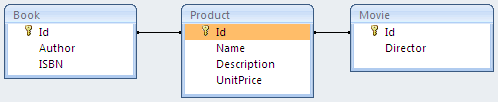 Book
Id
Author
ISBN
Product
Id
Name
Description
UnitPrice
Movie
Id
Director